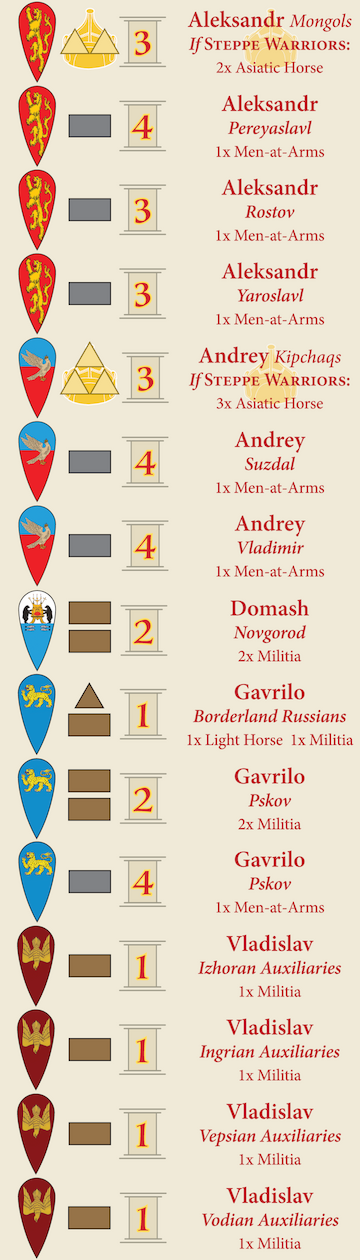 3
Aleksandr Mongols
If STEPPE WARRIORS:
2x Asiatic Horse
4
Aleksandr
Pereyaslavl
1x Men-at-Arms
3
Aleksandr
Rostov
1x Men-at-Arms
3
Aleksandr
Yaroslavl
1x Men-at-Arms
3
Andrey Kipchaqs
If STEPPE WARRIORS:
3x Asiatic Horse
4
Andrey
Suzdal
1x Men-at-Arms
4
Andrey
Vladimir
1x Men-at-Arms
2
Domash
Novgorod
2x Militia
1
Gavrilo
Borderland Russians
1x Light Horse 1x Militia
2
Gavrilo
Pskov
2x Militia
4
Gavrilo
Pskov
1x Men-at-Arms
1
Vladislav
Izhoran Auxiliaries
1x Militia
1
Vladislav
Ingrian Auxiliaries
1x Militia
1
Vladislav
Vepsian Auxiliaries
1x Militia
1
Vladislav
Vodian Auxiliaries
1x Militia